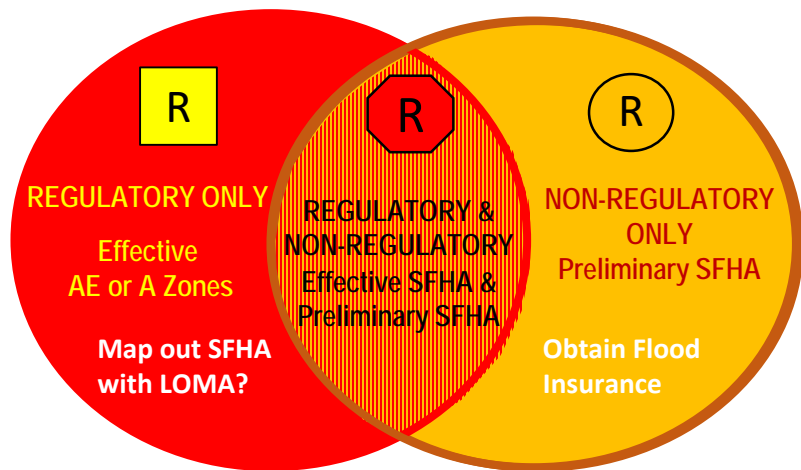 R
REGULATORY ONLY
Effective
AE or A Zones
Map out SFHA
with LOMA?
R
REGULATORY &
NON-REGULATORY
Effective SFHA &
Preliminary SFHA
R
NON-REGULATORY
ONLY
Preliminary SFHA
Obtain Flood
Insurance